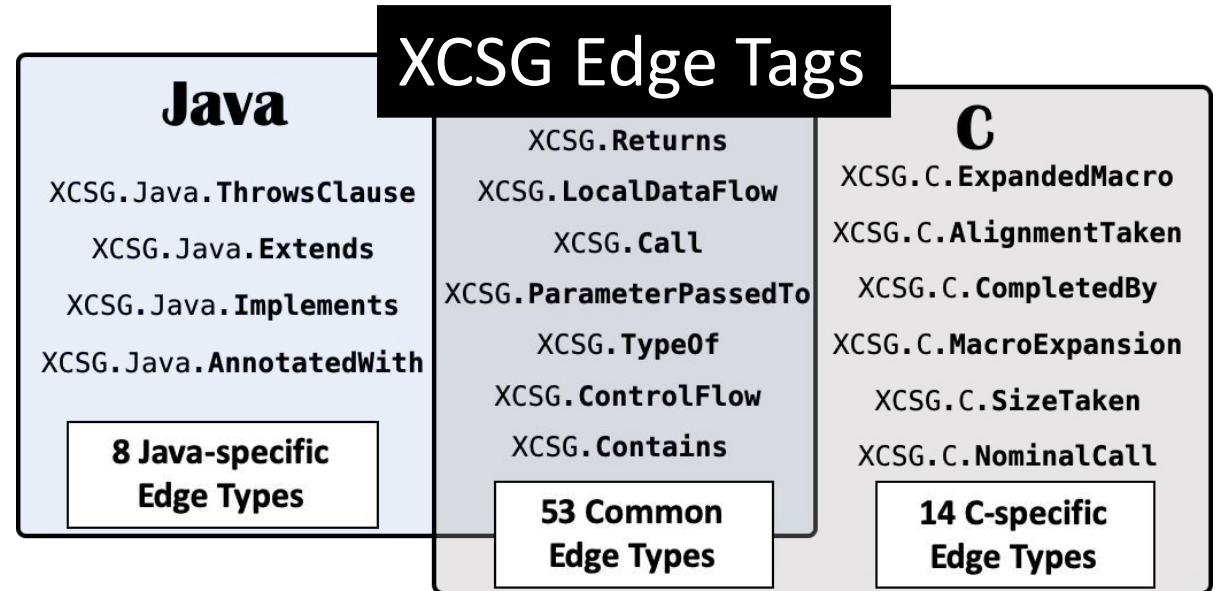 XCSG Edge Tags
Java
XCSG.Java.ThrowsClause
XCSG.Java.Extends
XCSG.Java.Implements
XCSG.Java.AnnotatedWith
8 Java-specific
Edge Types
XCSG.Returns
XCSG.LocalDataFlow
XCSG.Call
XCSG.ParameterPassedTo
XCSG.TypeOf
XCSG.ControlFlow
XCSG.Contains
53 Common
Edge Types
C
XCSG.C.ExpandedMacro
XCSG.C.AlignmentTaken
XCSG.C.CompletedBy
XCSG.C.MacroExpansion
XCSG.C.SizeTaken
XCSG.C.NominalCall
14 C-specific
Edge Types